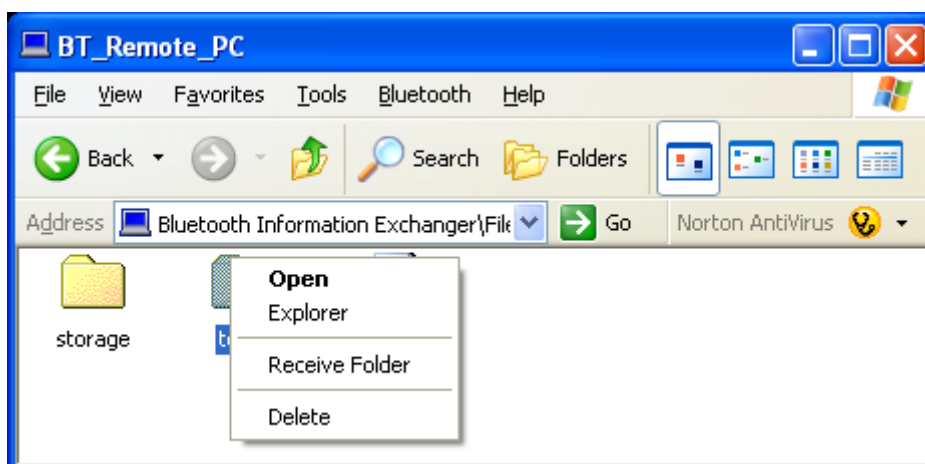 BT_Remote_PC
File View Favorites Tools Bluetooth Help
Back Search Folders
Address Bluetooth Information Exchanger\File Go Norton AntiVirus
Open
Explorer
storage
Receive Folder
Delete